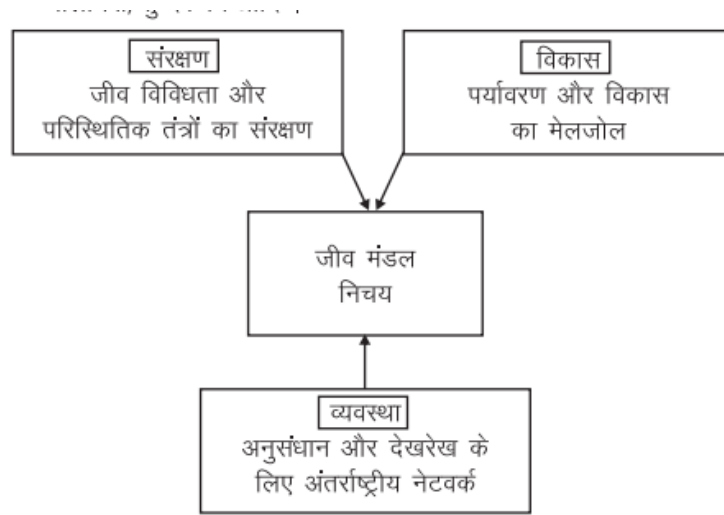 संरक्षण
जीव विविधता और
परिस्थितिक तंत्रों का संरक्षण
विकास
पर्यावरण और विकास
का मेलजोल
जीव मंडल
निचय
व्यवस्था
अनुसंधान और देखरेख के
लिए अंतर्राष्ट्रीय नेटवर्क